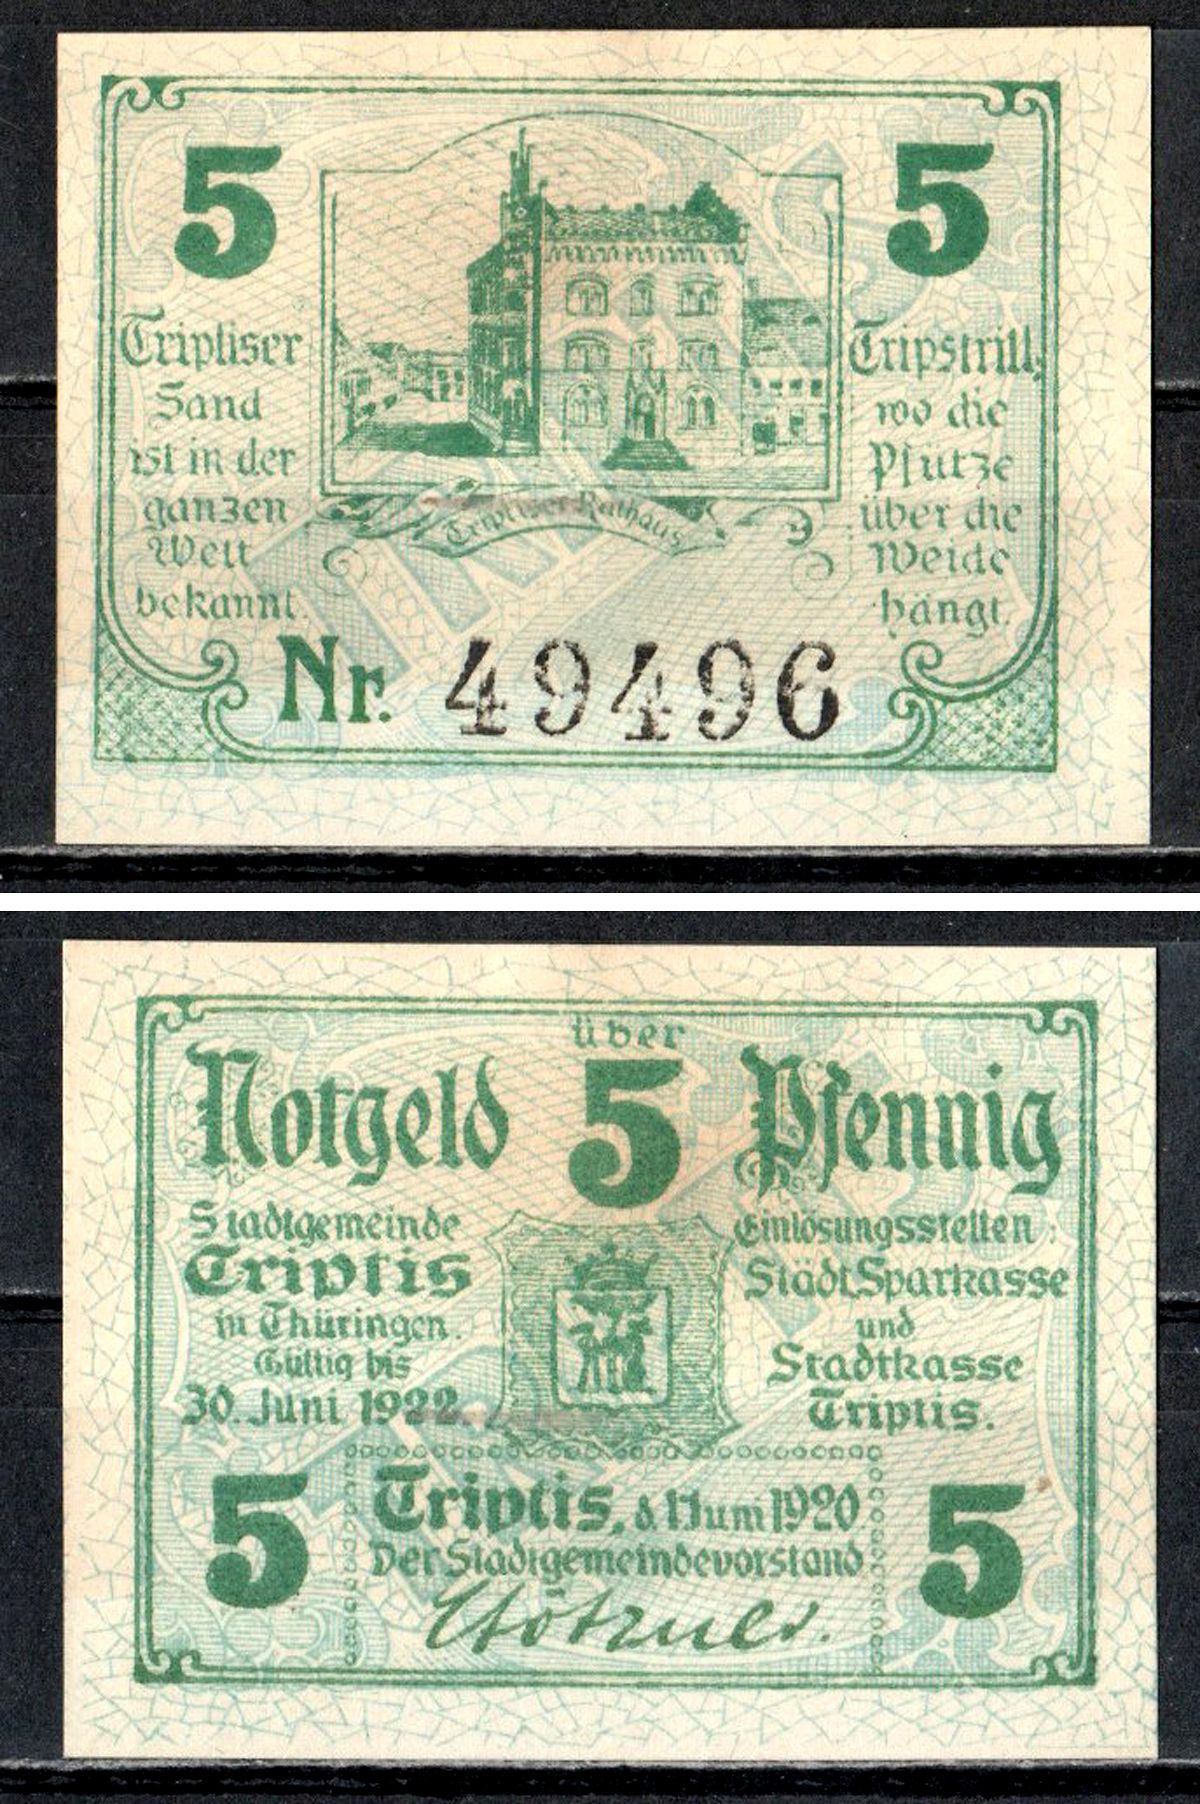 5
5
Triptiser
Sand
ist in der
ganzen
Welt
bekannt.
Triptiser Rathaus
Tripstrill,
wo die
Pfütze
über die
Weide
hängt.
Nr. 49496
über
Notgeld 5 Pfennig
Stadtgemeinde
Triptis
in Thüringen.
Gültig bis
30. Juni 1922.
Einlösungsstellen:
Städt. Sparkasse
und
Stadtkasse
Triptis.
5
Triptis, d. 1 Juni 1920
Der Stadtgemeindevorstand
5